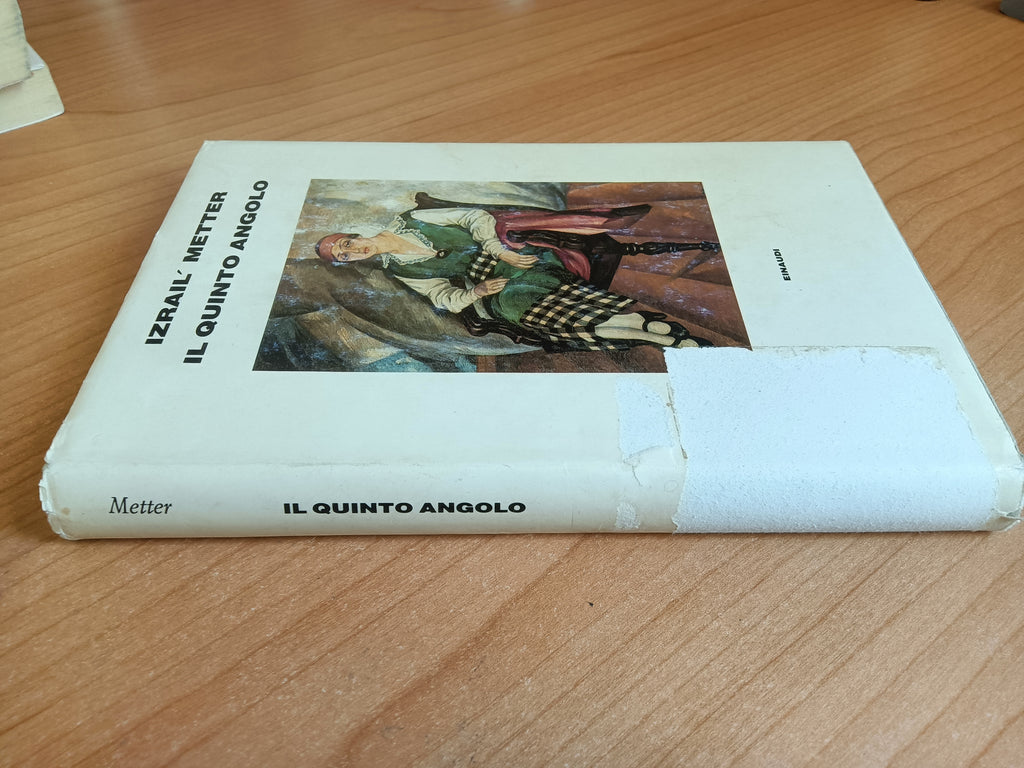 IZRAIL' METTER
IL QUINTO ANGOLO
EINAUDI
Metter
IL QUINTO ANGOLO